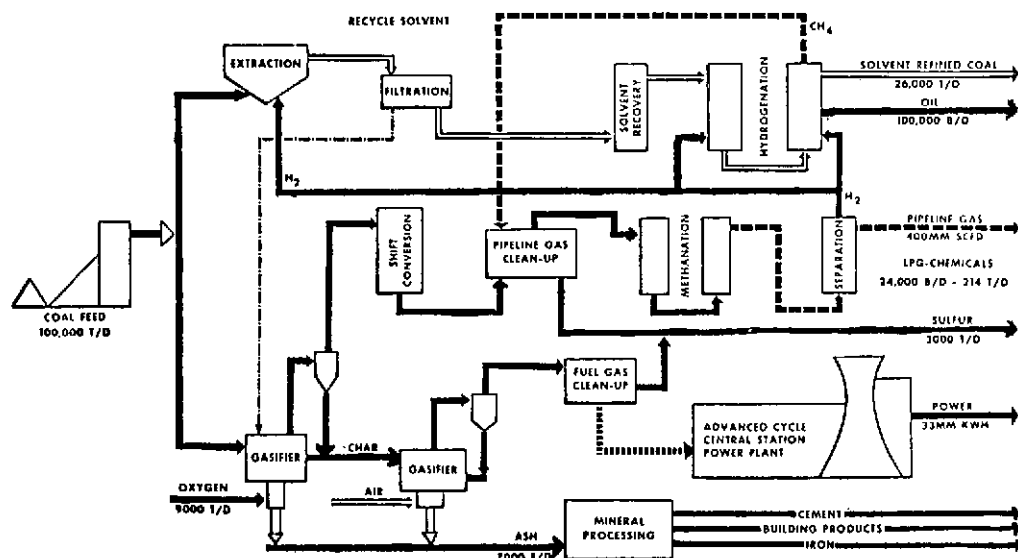 RECYCLE SOLVENT
CH4
EXTRACTION
FILTRATION
SOLVENT
RECOVERY
HYDROGENATION
SOLVENT REFINED COAL
26,000 T/D
OIL
100,000 B/D
H2
H2
COAL FEED
100,000 T/D
SHIFT
CONVERSION
PIPELINE GAS
CLEAN-UP
METHANATION
SEPARATION
PIPELINE GAS
400MM SCFD
LPG-CHEMICALS
24,000 B/D - 214 T/D
SULFUR
3000 T/D
FUEL GAS
CLEAN-UP
ADVANCED CYCLE
CENTRAL STATION
POWER PLANT
POWER
33MM KWH
GASIFIER
CHAR
GASIFIER
OXYGEN
9000 T/D
AIR
ASH
MINERAL
PROCESSING
CEMENT
BUILDING PRODUCTS
IRON